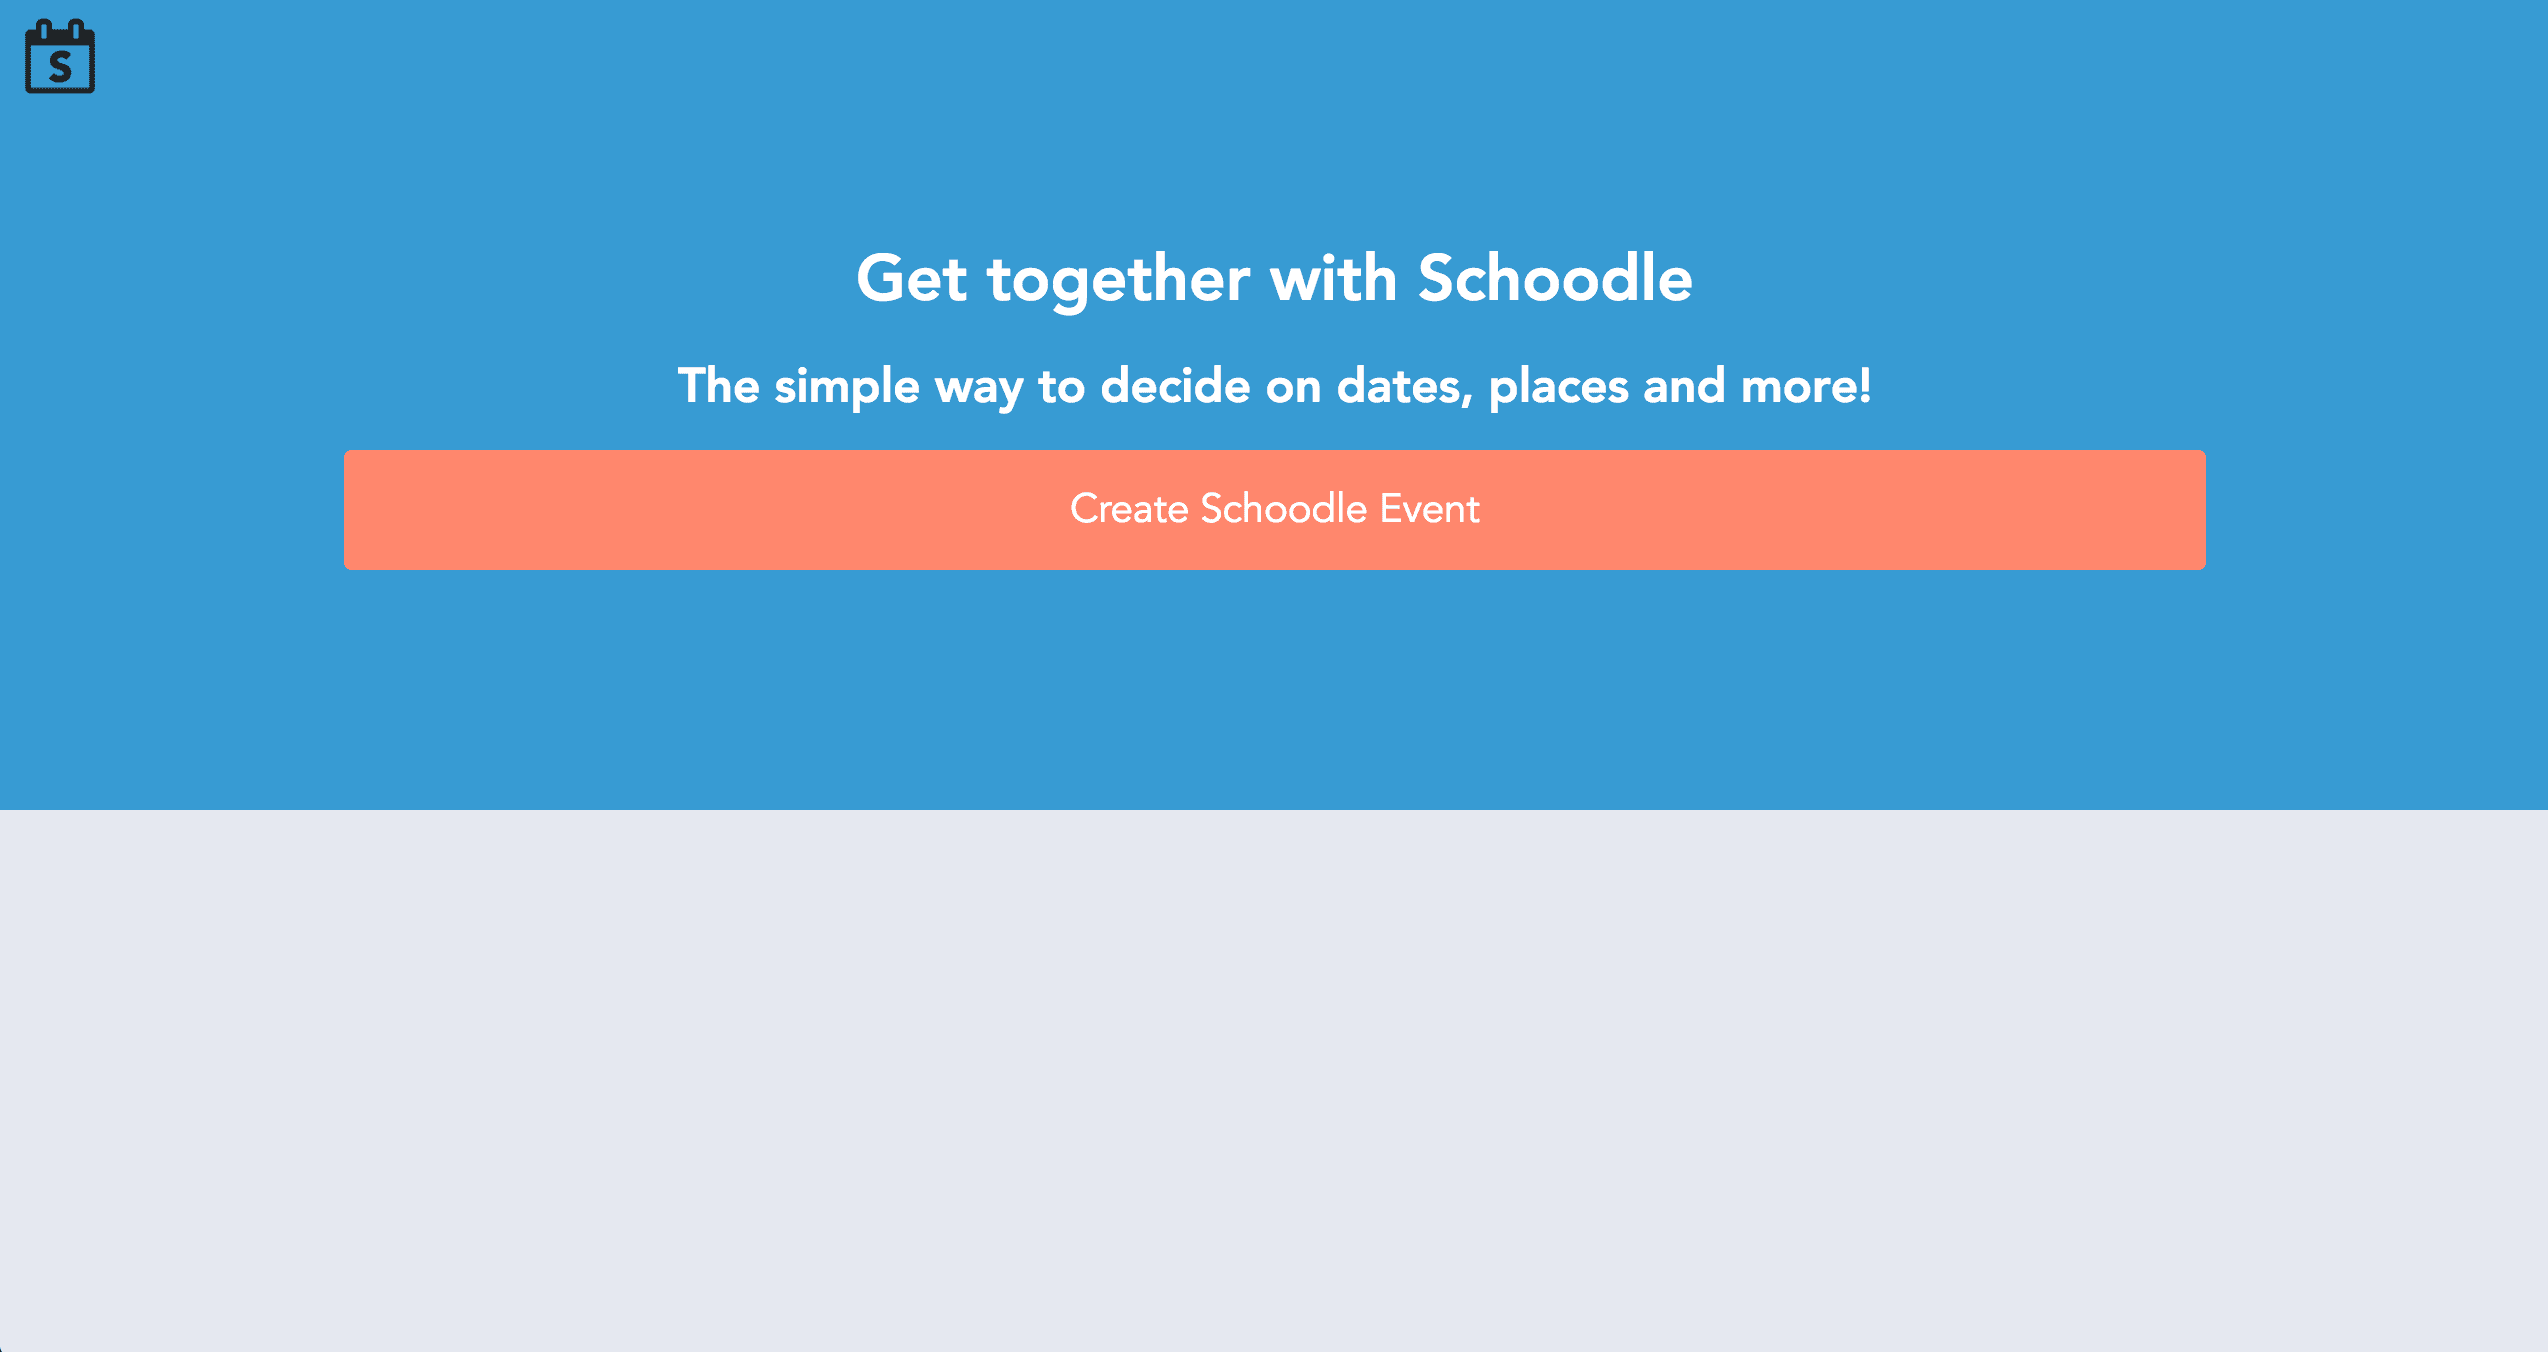 S
Get together with Schoodle
The simple way to decide on dates, places and more!
Create Schoodle Event